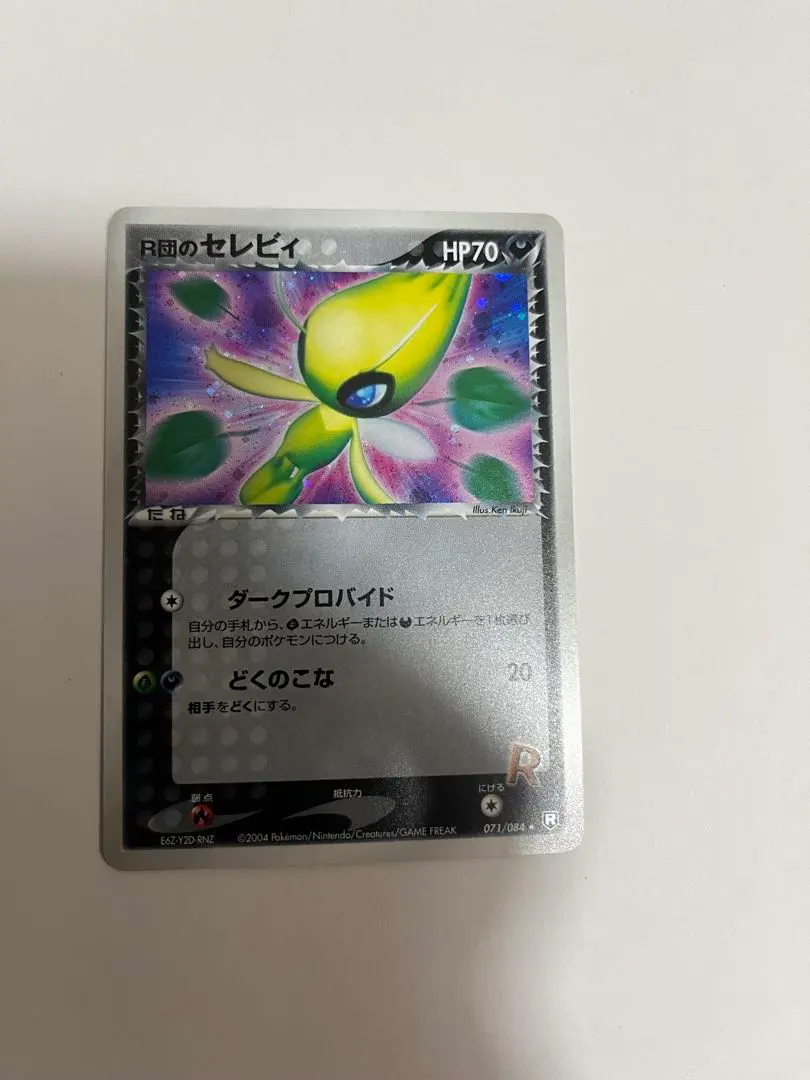 R団のセレビィ HP70
たね Illus. Ken Ikuji
ダークプロバイド
自分の手札から、エネルギーまたはエネルギーを1枚選び
出し、自分のポケモンにつける。
どくのこな 20
相手をどくにする。
R
弱点 抵抗力 にげる
E6Z-Y2D-RNZ ©2004 Pokémon/Nintendo/Creatures/GAME FREAK 071/084 ★ R